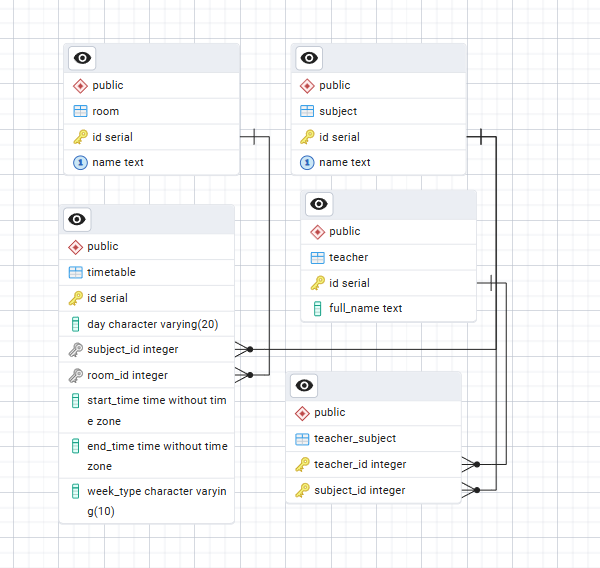 public
room
id serial
name text
public
subject
id serial
name text
public
timetable
id serial
day character varying(20)
subject_id integer
room_id integer
start_time time without tim
e zone
end_time time without time
zone
week_type character varyin
g(10)
public
teacher
id serial
full_name text
public
teacher_subject
teacher_id integer
subject_id integer